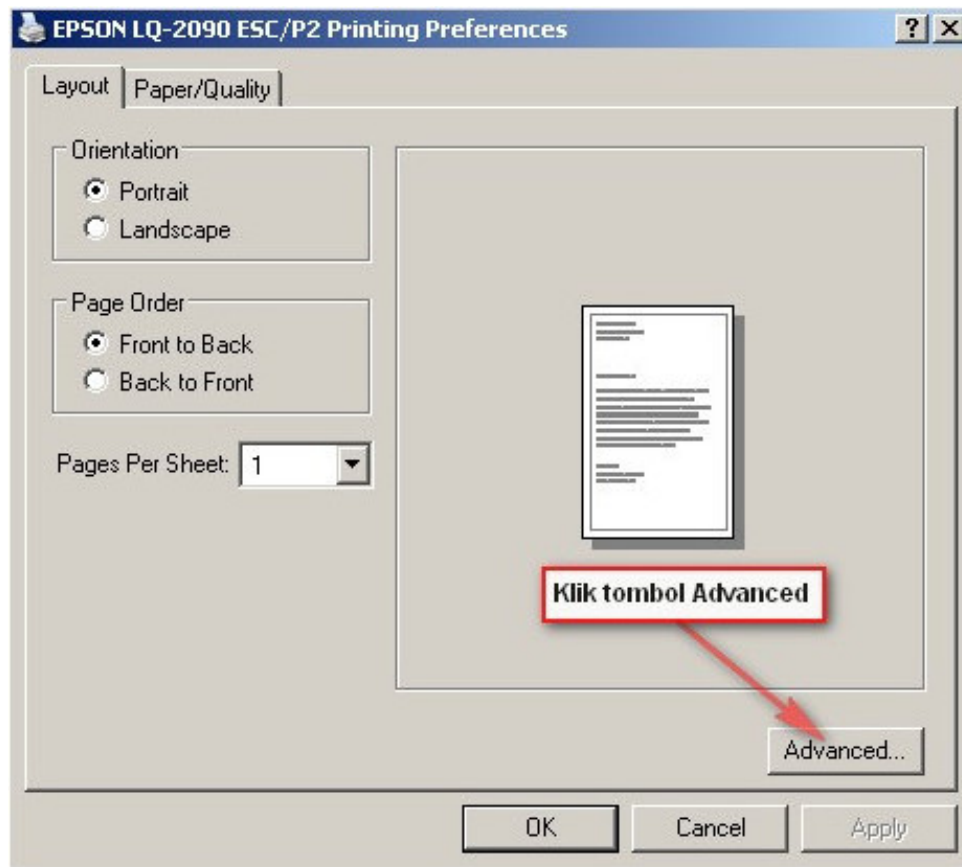 EPSON LQ-2090 ESC/P2 Printing Preferences
Layout
Paper/Quality
Orientation
Portrait
Landscape
Page Order
Front to Back
Back to Front
Pages Per Sheet: 1
Klik tombol Advanced
Advanced...
OK
Cancel
Apply